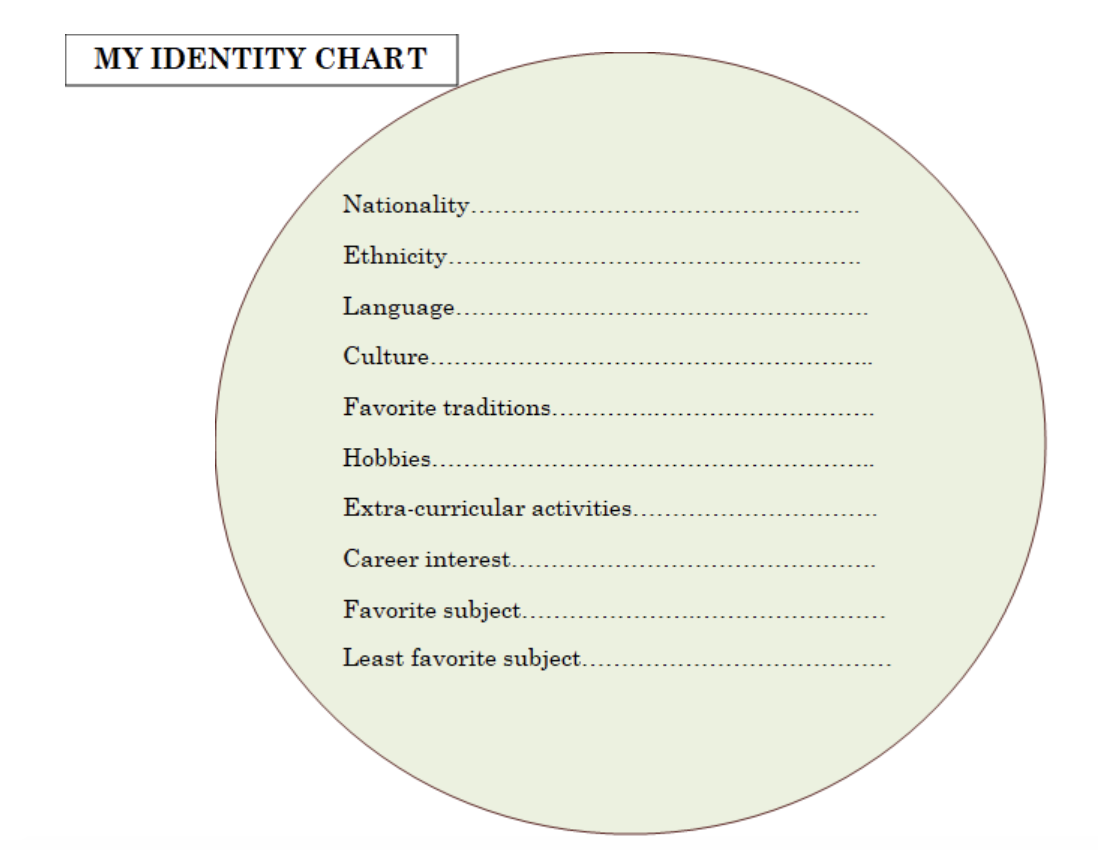 MY IDENTITY CHART
Nationality………………………………………….
Ethnicity…………………………………………….
Language…………………………………………….
Culture………………………………………………..
Favorite traditions………….……………………….
Hobbies………………………………………………..
Extra-curricular activities………………………….
Career interest……………………………………….
Favorite subject………………….……………………
Least favorite subject…………………………………